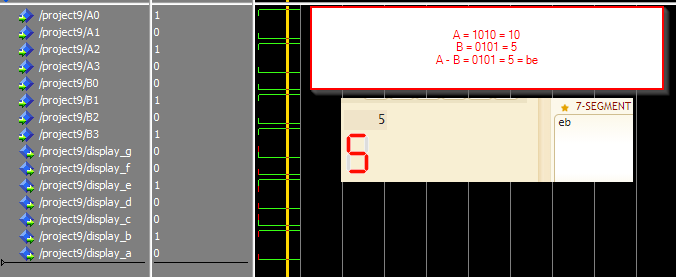 /project9/A0 1
/project9/A1 0
/project9/A2 1
/project9/A3 0
/project9/B0 0
/project9/B1 1
/project9/B2 0
/project9/B3 1
/project9/display_g 0
/project9/display_f 0
/project9/display_e 1
/project9/display_d 0
/project9/display_c 0
/project9/display_b 1
/project9/display_a 0
A = 1010 = 10
B = 0101 = 5
A - B = 0101 = 5 = be
5
5
7-SEGMENT
eb